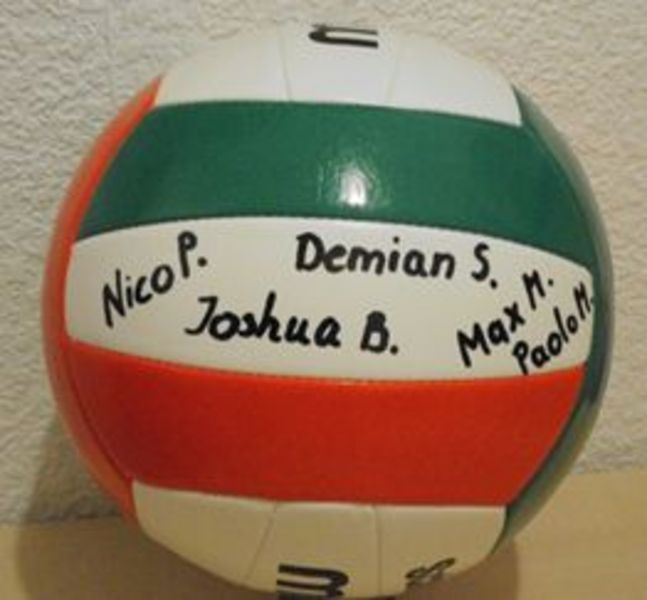 Nico P.
Demian S.
Joshua B.
Max M.
Paolo M.